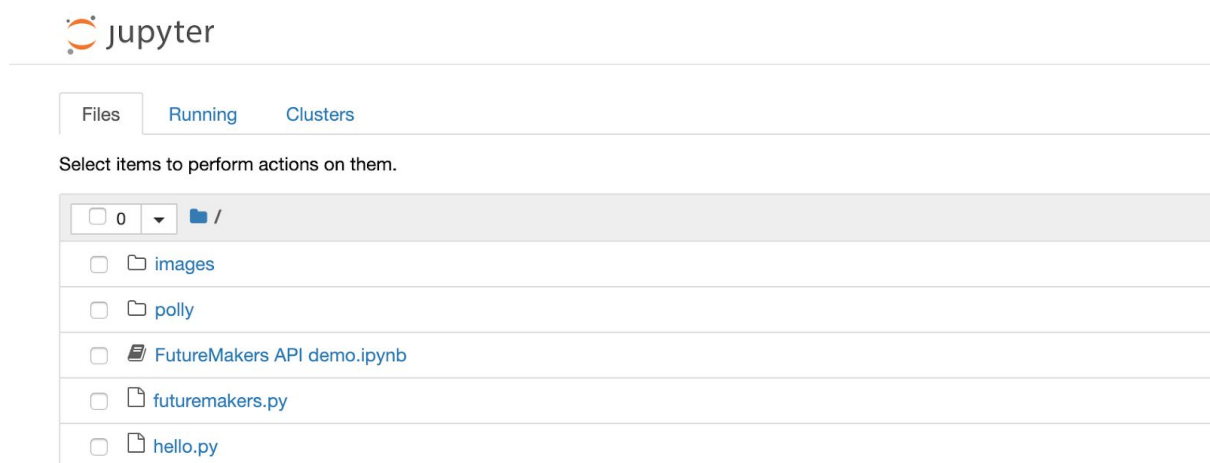 jupyter
Files Running Clusters
Select items to perform actions on them.
0 /
images
polly
FutureMakers API demo.ipynb
futuremakers.py
hello.py